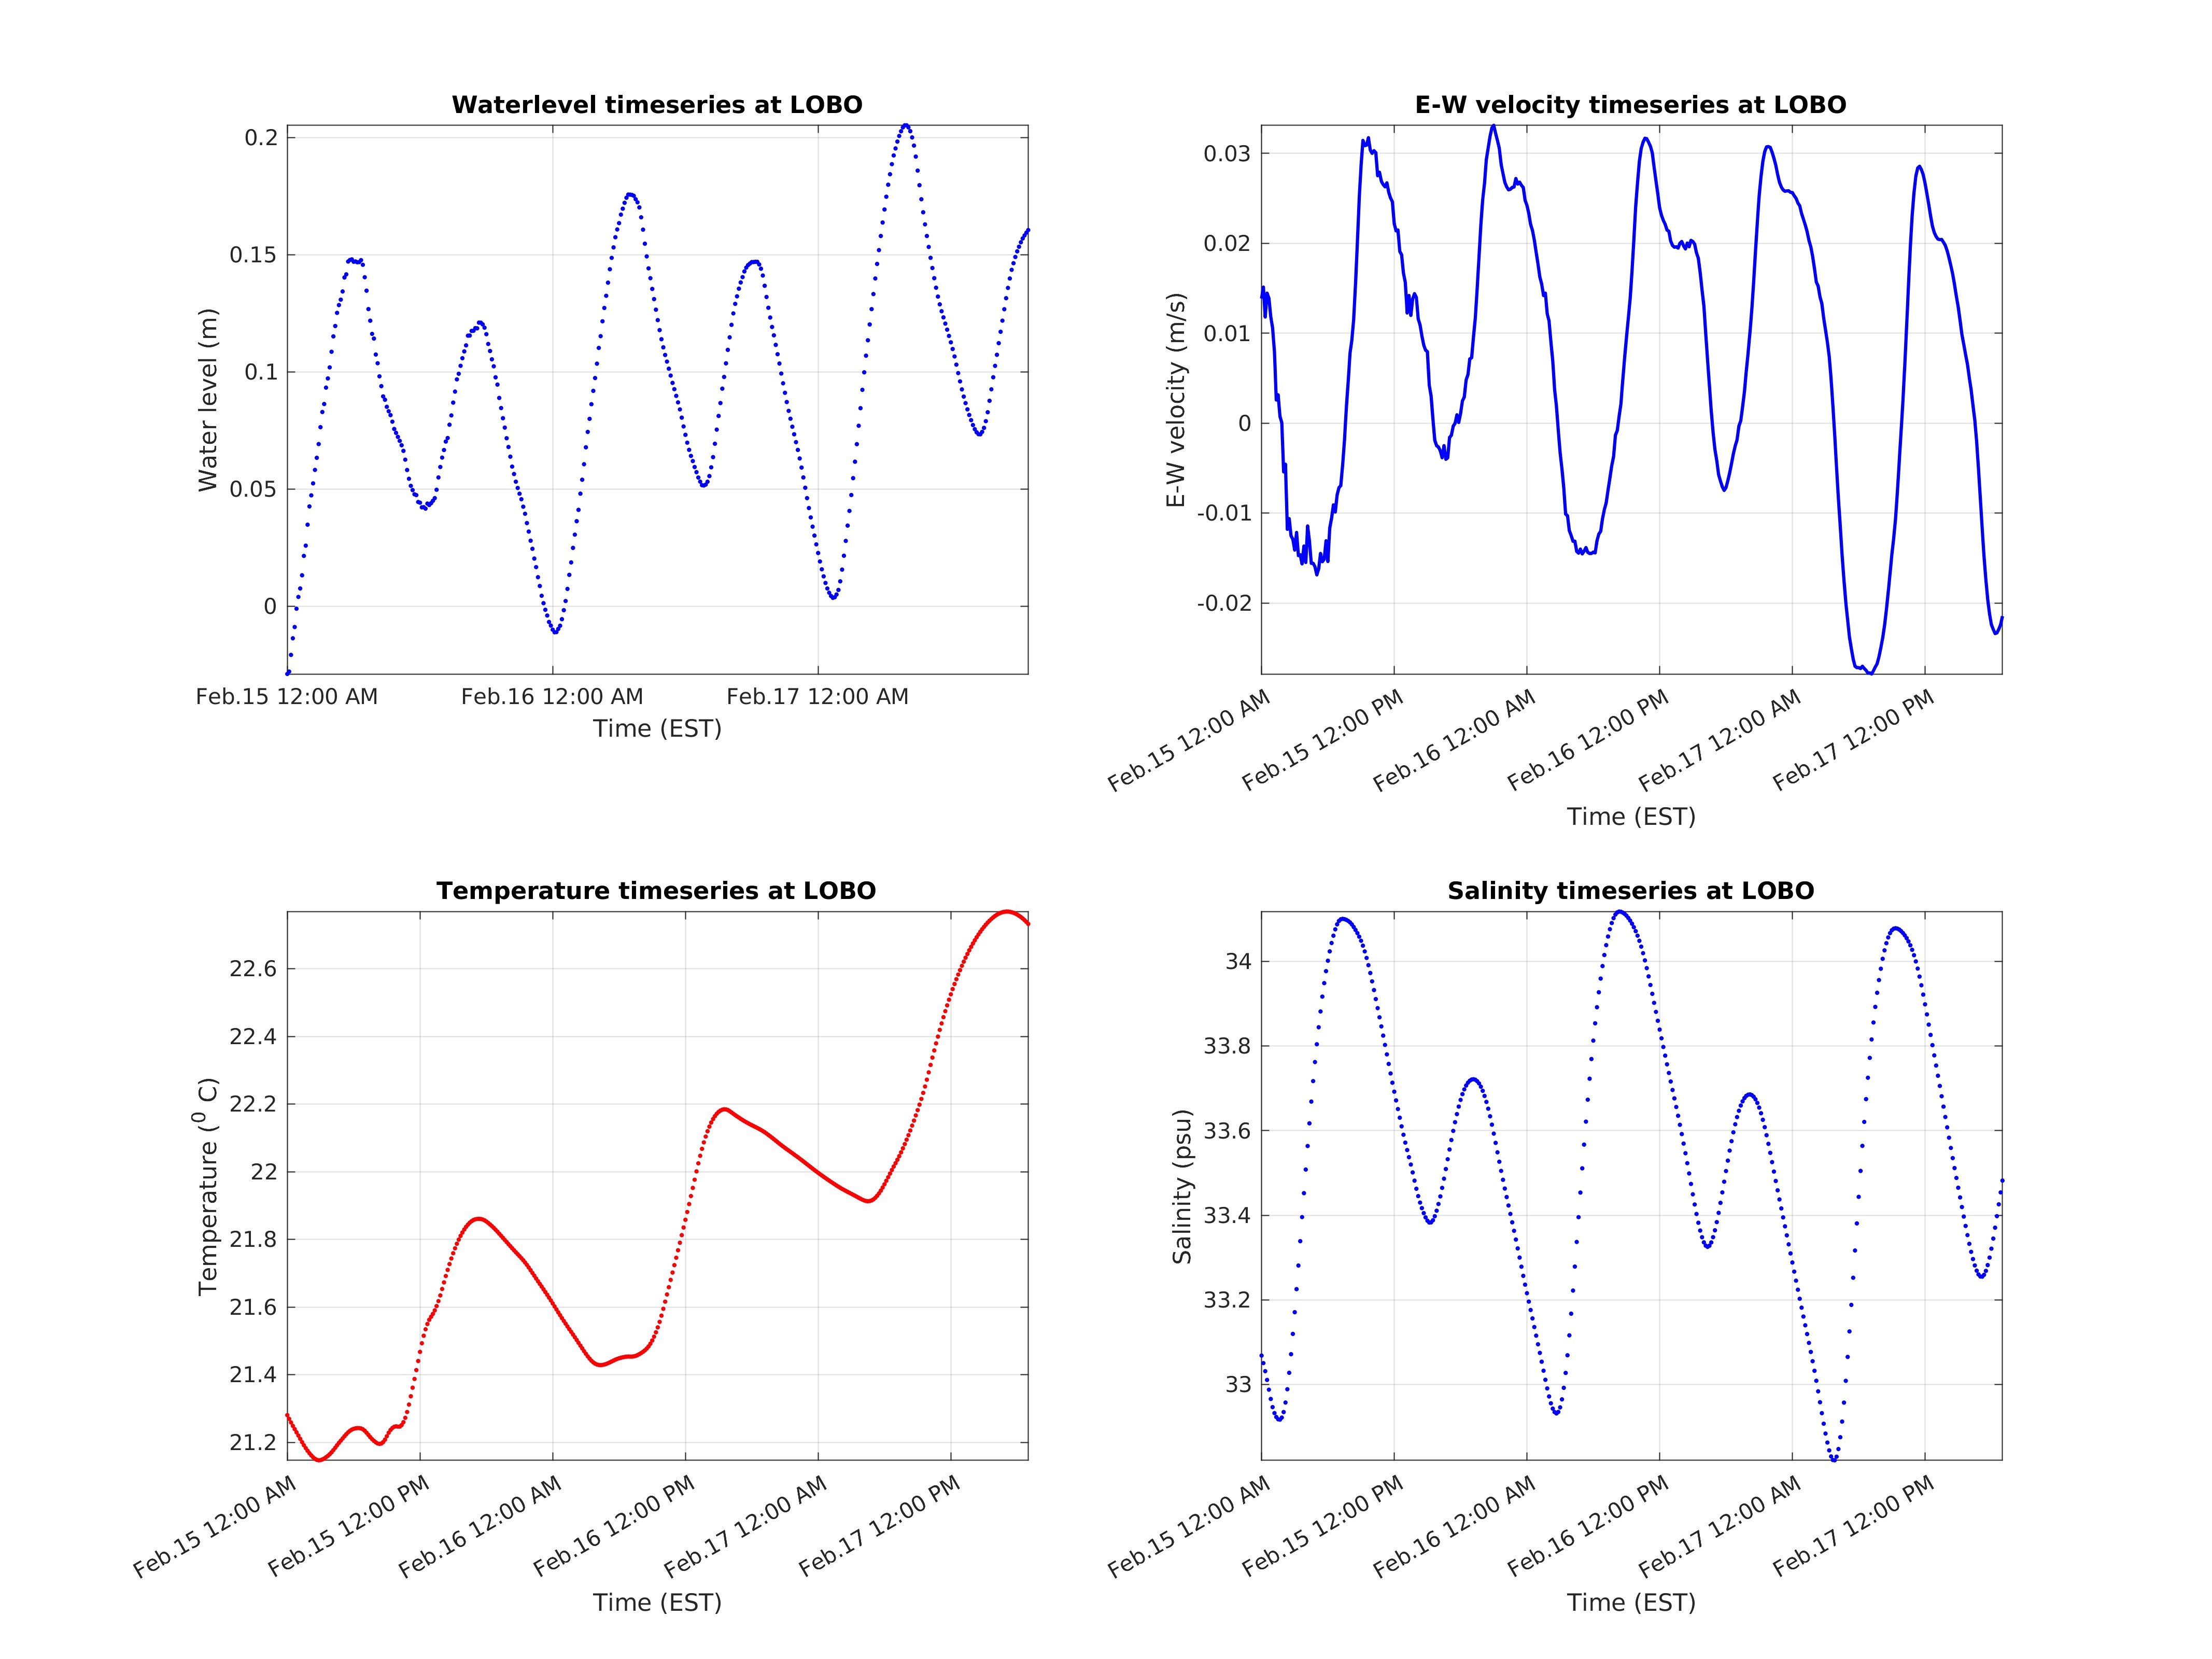 Waterlevel timeseries at LOBO
0.2
0.15
0.1
0.05
0
Water level (m)
Feb.15 12:00 AM
Feb.16 12:00 AM
Feb.17 12:00 AM
Time (EST)
E-W velocity timeseries at LOBO
0.03
0.02
0.01
0
-0.01
-0.02
E-W velocity (m/s)
Feb.15 12:00 AM
Feb.15 12:00 PM
Feb.16 12:00 AM
Feb.16 12:00 PM
Feb.17 12:00 AM
Feb.17 12:00 PM
Time (EST)
Temperature timeseries at LOBO
22.6
22.4
22.2
22
21.8
21.6
21.4
21.2
Temperature (⁰ C)
Feb.15 12:00 AM
Feb.15 12:00 PM
Feb.16 12:00 AM
Feb.16 12:00 PM
Feb.17 12:00 AM
Feb.17 12:00 PM
Time (EST)
Salinity timeseries at LOBO
34
33.8
33.6
33.4
33.2
33
Salinity (psu)
Feb.15 12:00 AM
Feb.15 12:00 PM
Feb.16 12:00 AM
Feb.16 12:00 PM
Feb.17 12:00 AM
Feb.17 12:00 PM
Time (EST)